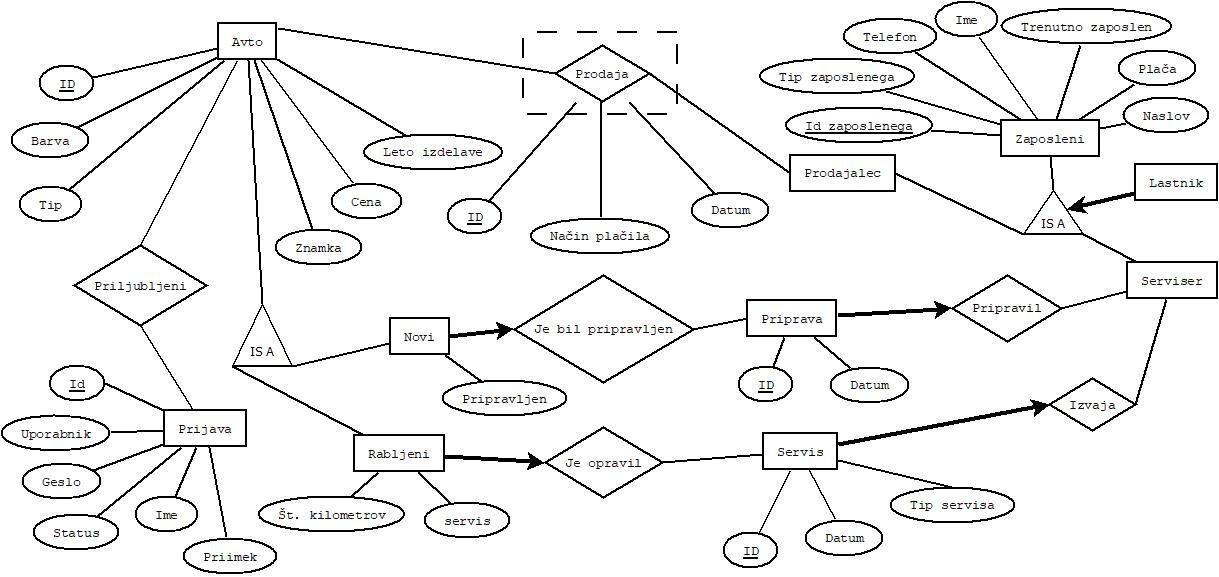 Ime
Trenutno zaposlen
Telefon
Avto
Plača
Prodaja
Tip zaposlenega
ID
Naslov
Id zaposlenega
Zaposleni
Barva
Leto izdelave
Prodajalec
Lastnik
Tip
Cena
ID
Datum
IS A
Način plačila
Znamka
Serviser
Priljubljeni
Pripravil
Priprava
Je bil pripravljen
Novi
IS A
Id
ID
Datum
Pripravljen
Izvaja
Prijava
Uporabnik
Rabljeni
Servis
Je opravil
Geslo
Tip servisa
Ime
Št. kilometrov
servis
Status
Datum
ID
Priimek